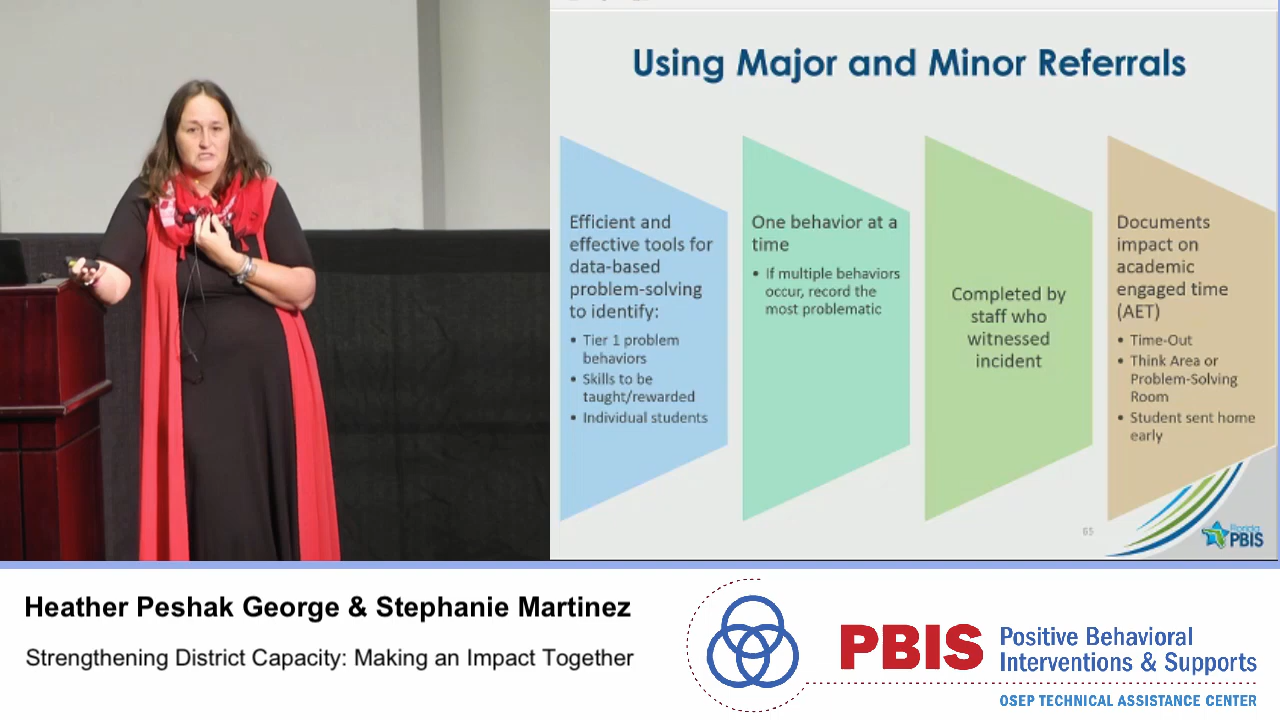 Using Major and Minor Referrals
Efficient and
effective tools for
data-based
problem-solving
to identify:
• Tier 1 problem
behaviors
• Skills to be
taught/rewarded
• Individual students
One behavior at a
time
• If multiple behaviors
occur, record the
most problematic
Completed by
staff who
witnessed
incident
Documents
impact on
academic
engaged time
(AET)
• Time-Out
• Think Area or
Problem-Solving
Room
• Student sent home
early
65
Florida
PBIS
Heather Peshak George & Stephanie Martinez
Strengthening District Capacity: Making an Impact Together
PBIS
Positive Behavioral
Interventions & Supports
OSEP TECHNICAL ASSISTANCE CENTER